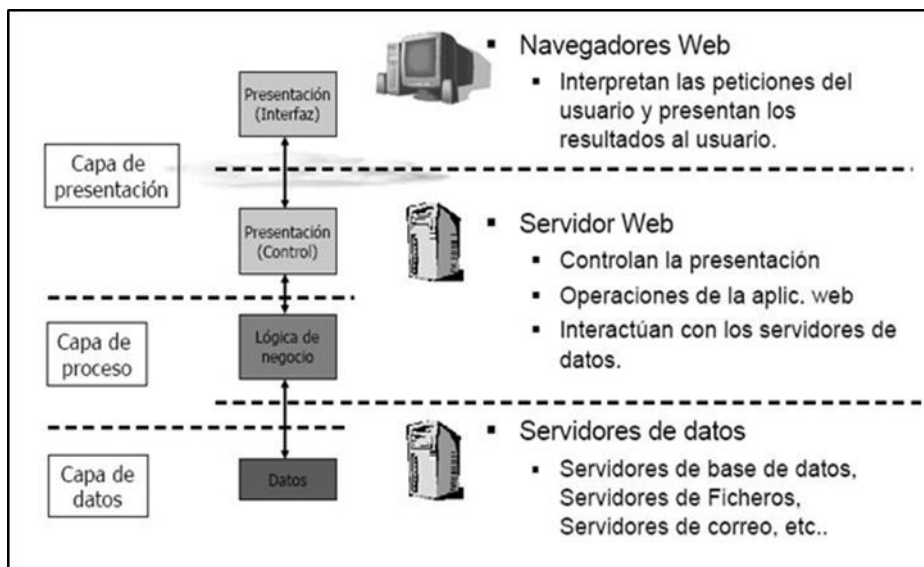 Capa de
presentación
Capa de
proceso
Capa de
datos
Presentación
(Interfaz)
Presentación
(Control)
Lógica de
negocio
Datos
▪ Navegadores Web
▪ Interpretan las peticiones del
usuario y presentan los
resultados al usuario.
▪ Servidor Web
▪ Controlan la presentación
▪ Operaciones de la aplic. web
▪ Interactúan con los servidores de
datos.
▪ Servidores de datos
▪ Servidores de base de datos,
Servidores de Ficheros,
Servidores de correo, etc..